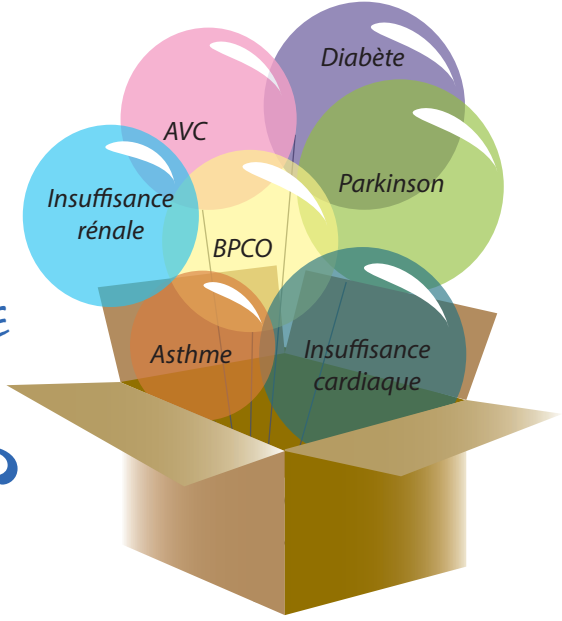 Diabète
AVC
Parkinson
Insuffisance
rénale
BPCO
Asthme
Insuffisance
cardiaque